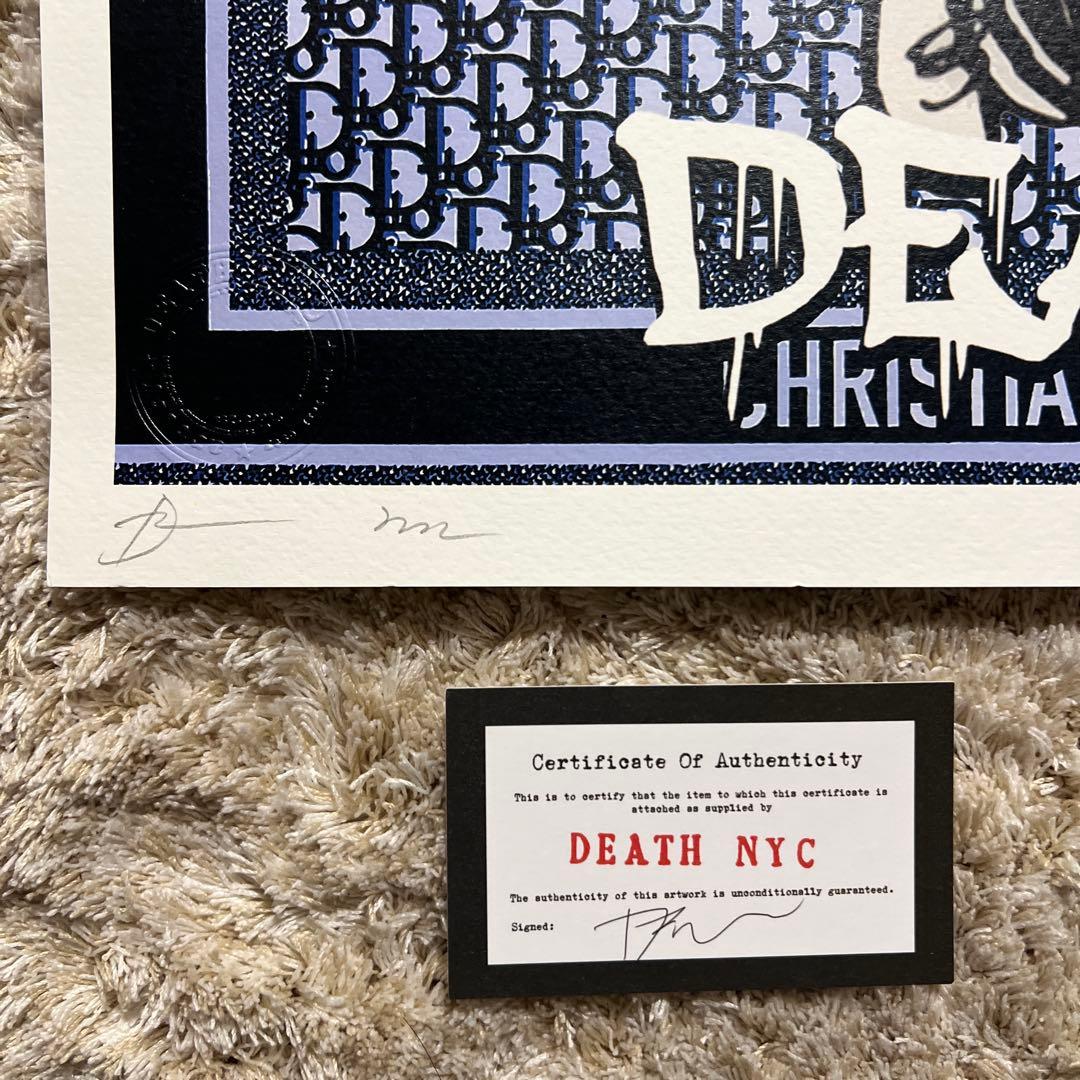 DEA
CHRISTIA
Certificate Of Authenticity
This is to certify that the item to which this certificate is
attached as supplied by
DEATH NYC
The authenticity of this artwork is unconditionally guaranteed.
Signed: